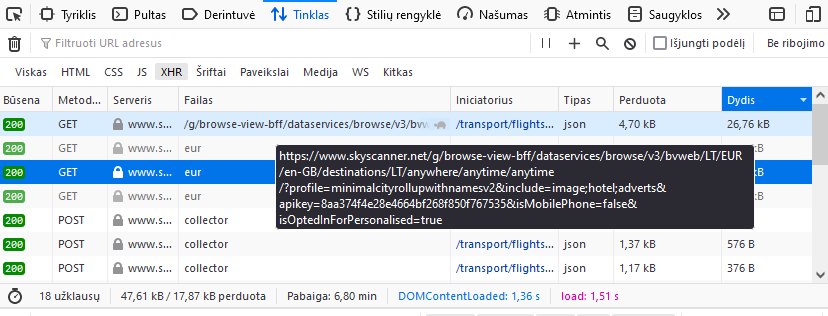 Tyriklis Pultas Derintuvė Tinklas Stilių rengyklė Našumas Atmintis Saugyklos
Filtruoti URL adresus Išjungti podėlį Be ribojimo
Viskas HTML CSS JS XHR Šriftai Paveikslai Medija WS Kitkas
Būsena Metod... Serveris Failas Iniciatorius Tipas Perduota Dydis
200 GET www.s... /g/browse-view-bff/dataservices/browse/v3/bvweb /transport/flights... json 4,70 kB 26,76 kB
200 GET www.s... eur
200 GET www.s... eur
200 GET www.s... eur
200 POST www.s... collector
200 POST www.s... collector /transport/flights... json 1,37 kB 576 B
200 POST www.s... collector /transport/flights... json 1,17 kB 376 B
https://www.skyscanner.net/g/browse-view-bff/dataservices/browse/v3/bvweb/LT/EUR
/en-GB/destinations/LT/anywhere/anytime/anytime
/?profile=minimalcityrollupwithnamesv2&include=image;hotel;adverts&
apikey=8aa374f4e28e4664bf268f850f767535&isMobilePhone=false&
isOptedInForPersonalised=true
18 užklausų 47,61 kB / 17,87 kB perduota Pabaiga: 6,80 min DOMContentLoaded: 1,36 s load: 1,51 s